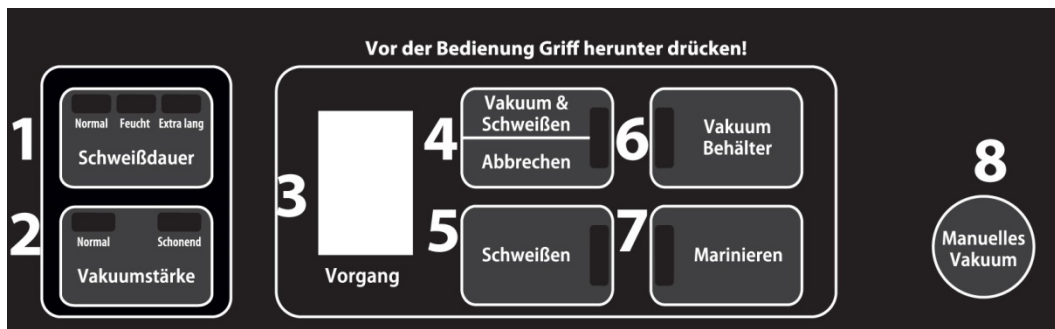 Vor der Bedienung Griff herunter drücken!
1
Normal Feucht Extra lang
Schweißdauer
2
Normal Schonend
Vakuumstärke
3
Vorgang
4
Vakuum &
Schweißen
Abbrechen
5
Schweißen
6
Vakuum
Behälter
7
Marinieren
8
Manuelles
Vakuum